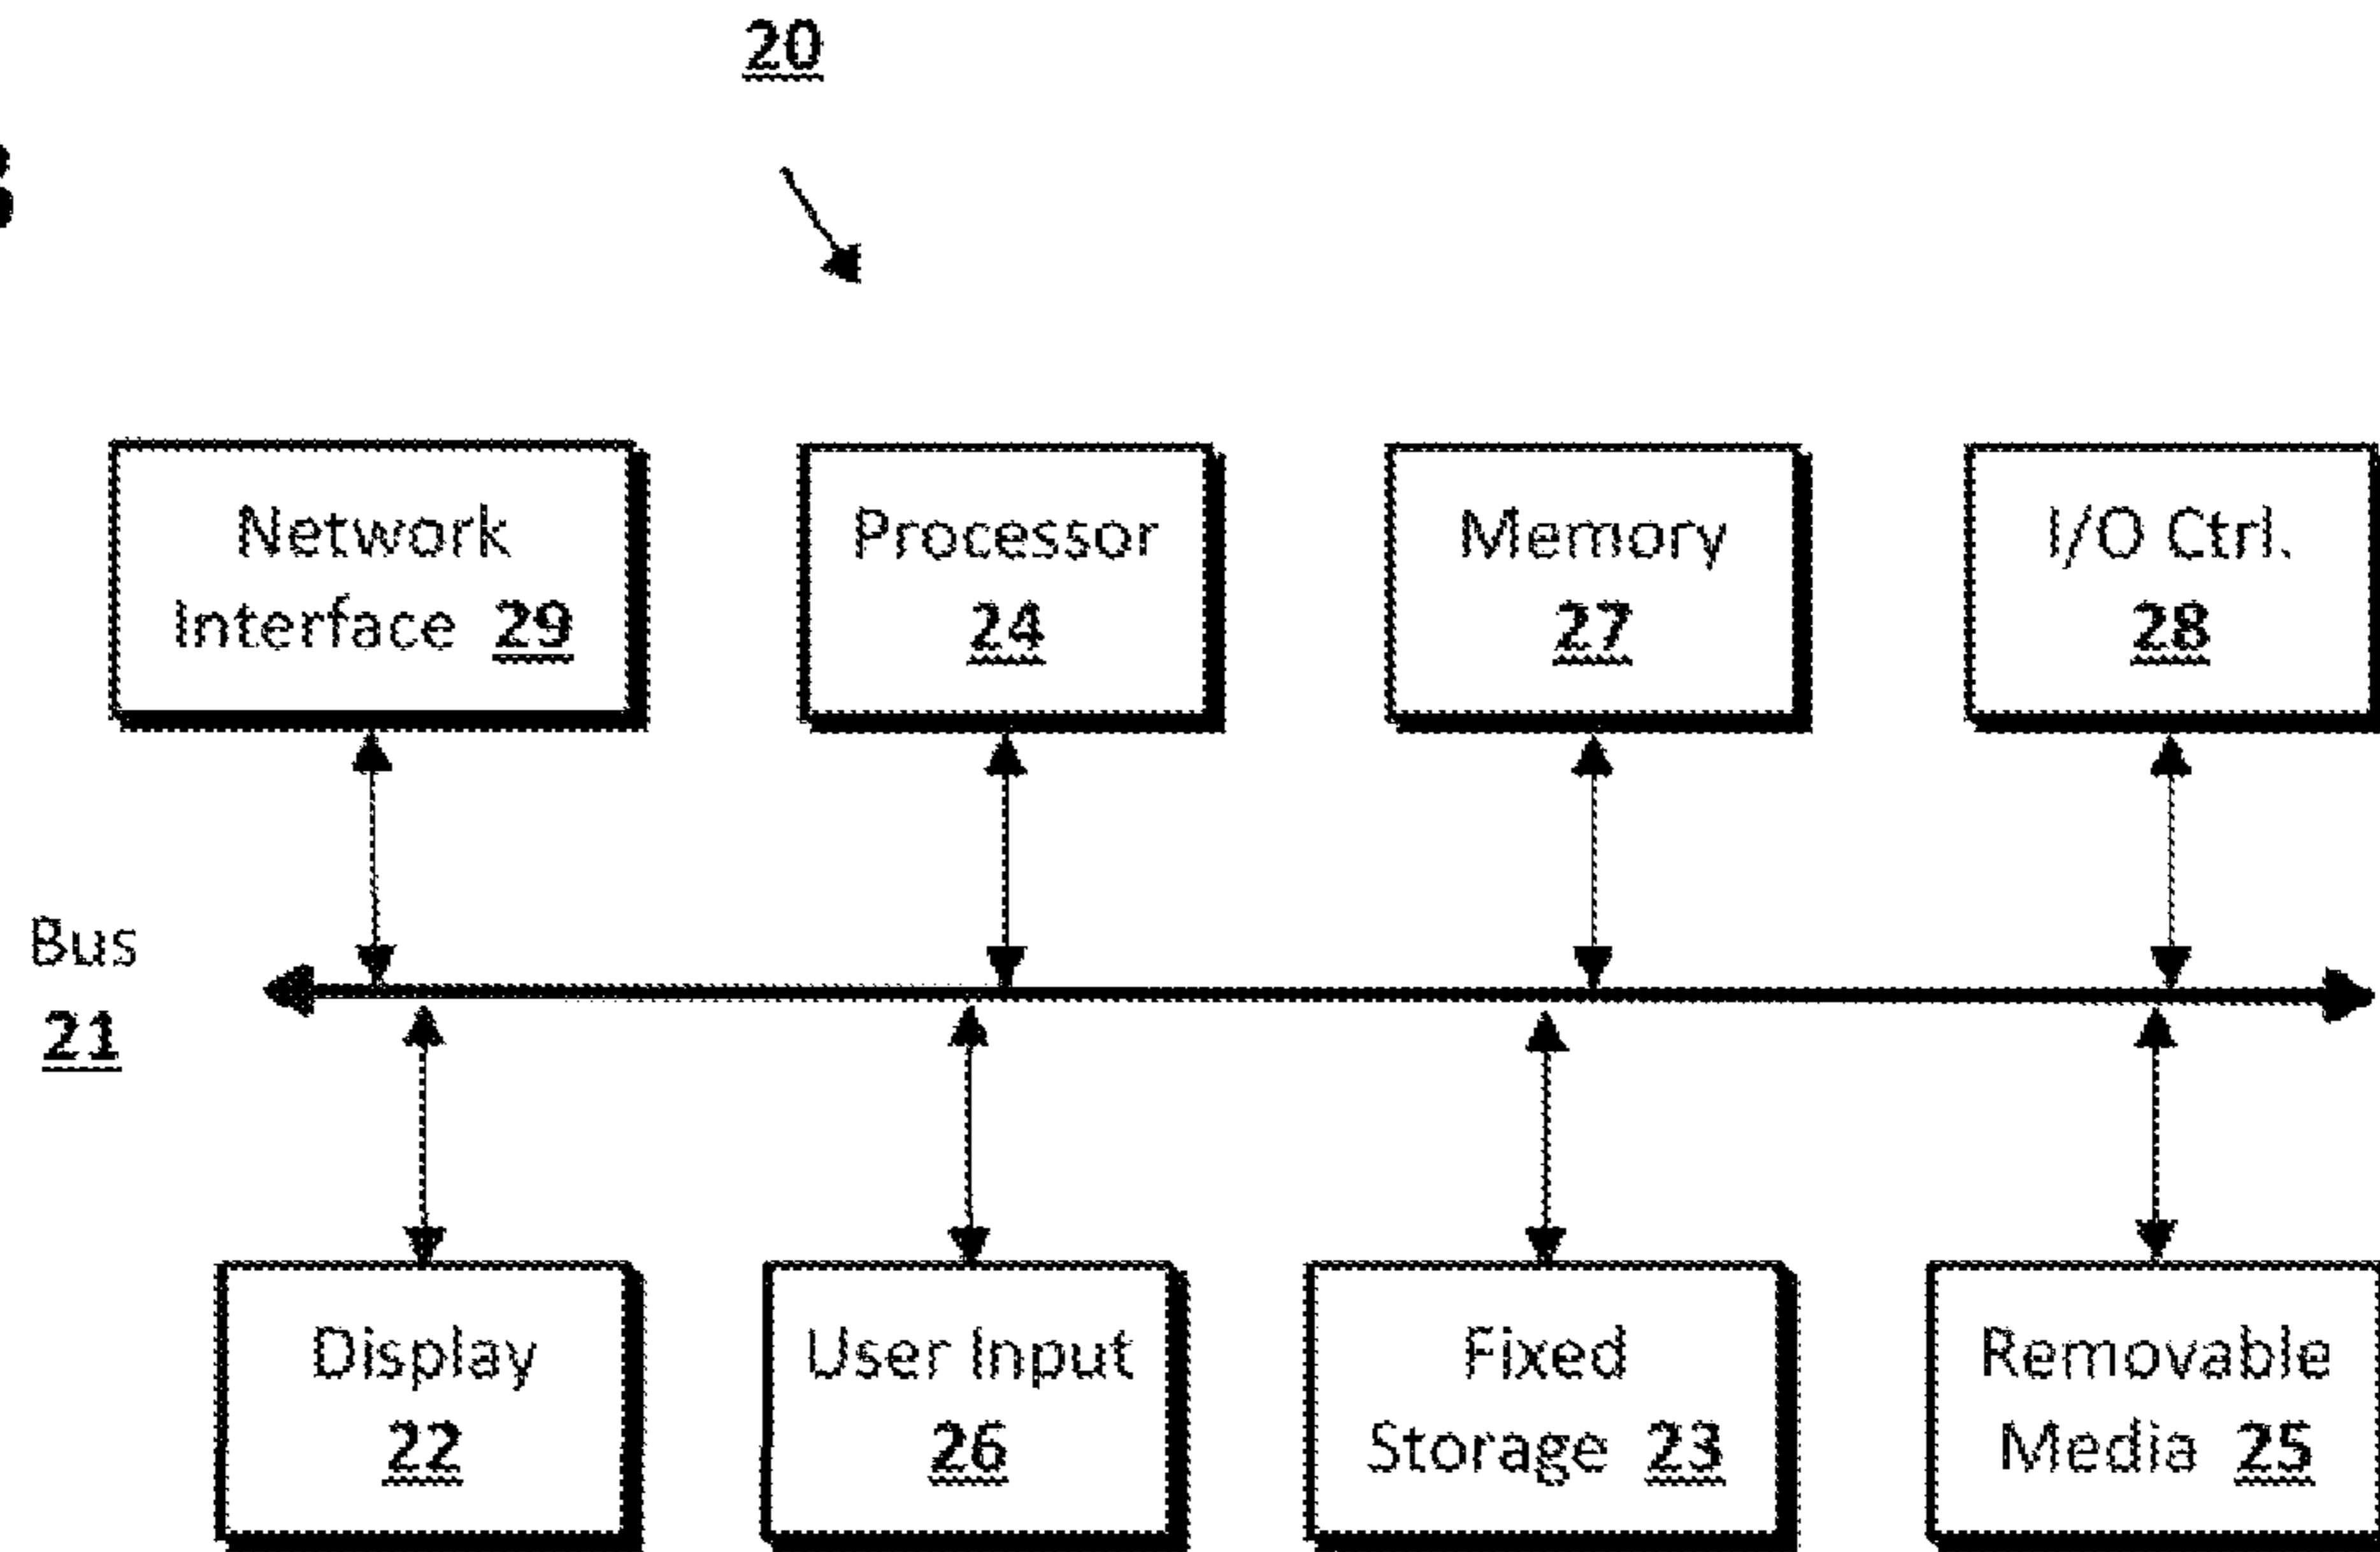 20
Network
Interface 29
Processor
24
Memory
27
I/O Ctrl.
28
Bus
21
Display
22
User Input
26
Fixed
Storage 23
Removable
Media 25